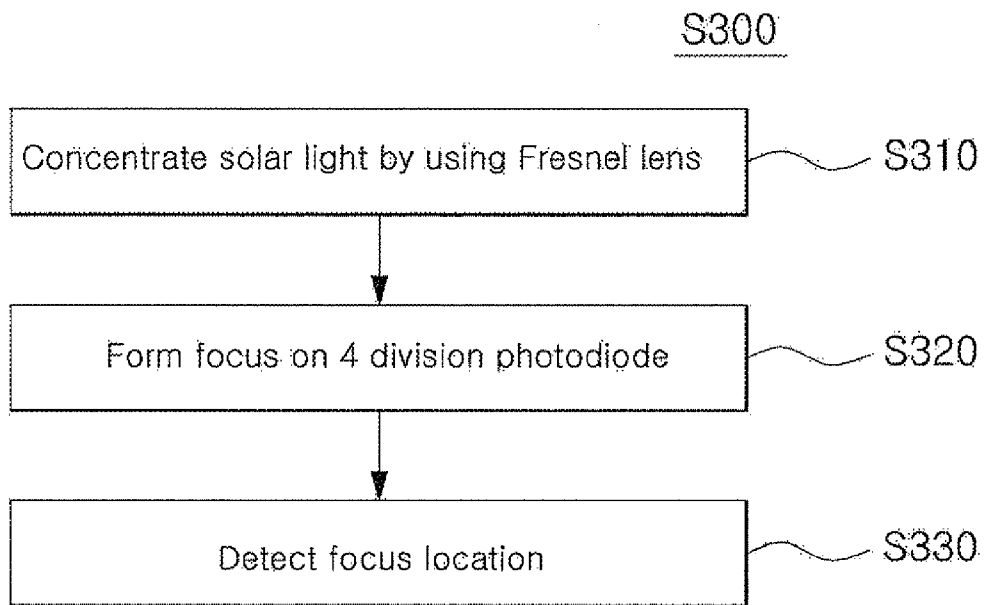 S300
Concentrate solar light by using Fresnel lens
S310
Form focus on 4 division photodiode
S320
Detect focus location
S330